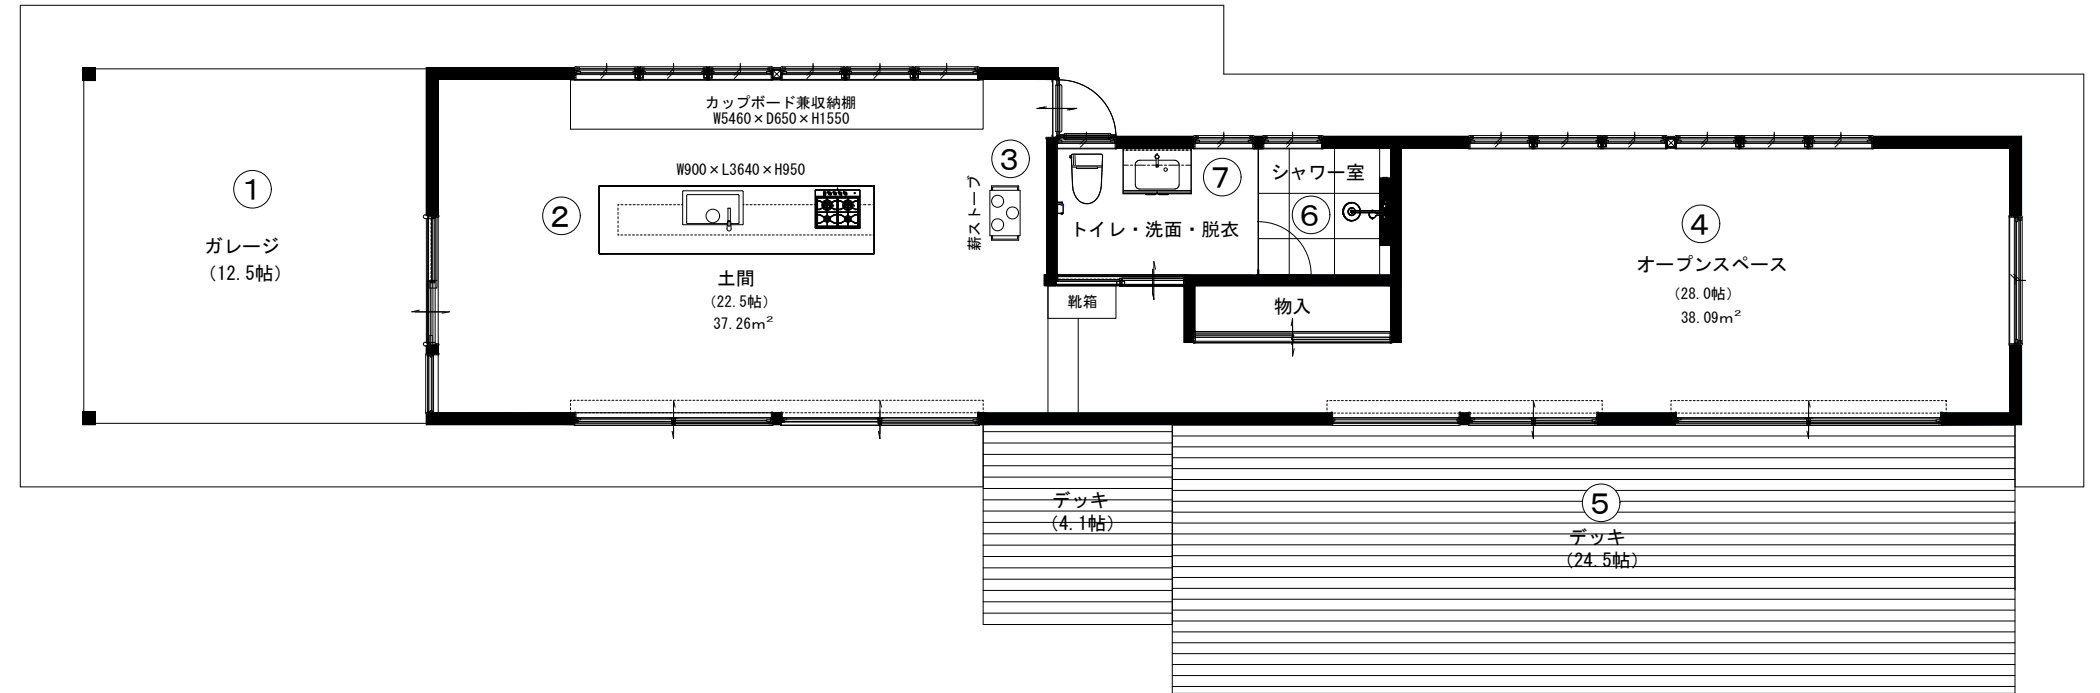 ①
ガレージ
(12.5帖)
カップボード兼収納棚
W5460×D650×H1550
W900×L3640×H950
②
土間
(22.5帖)
37.26m²
③
薪ストーブ
トイレ・洗面・脱衣
⑦
シャワー室
⑥
靴箱
物入
④
オープンスペース
(28.0帖)
38.09m²
デッキ
(4.1帖)
⑤
デッキ
(24.5帖)